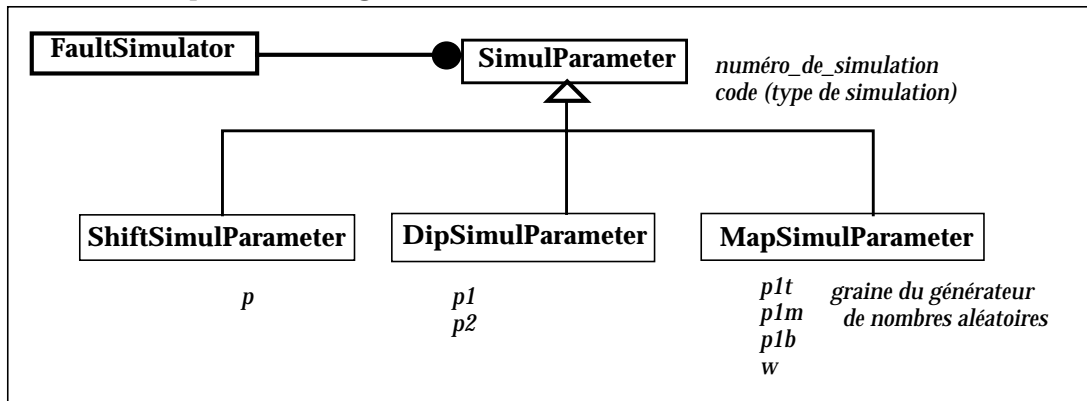 FaultSimulator
SimulParameter
numéro_de_simulation
code (type de simulation)
ShiftSimulParameter
DipSimulParameter
MapSimulParameter
p
p1
p2
p1t
p1m
p1b
w
graine du générateur
de nombres aléatoires